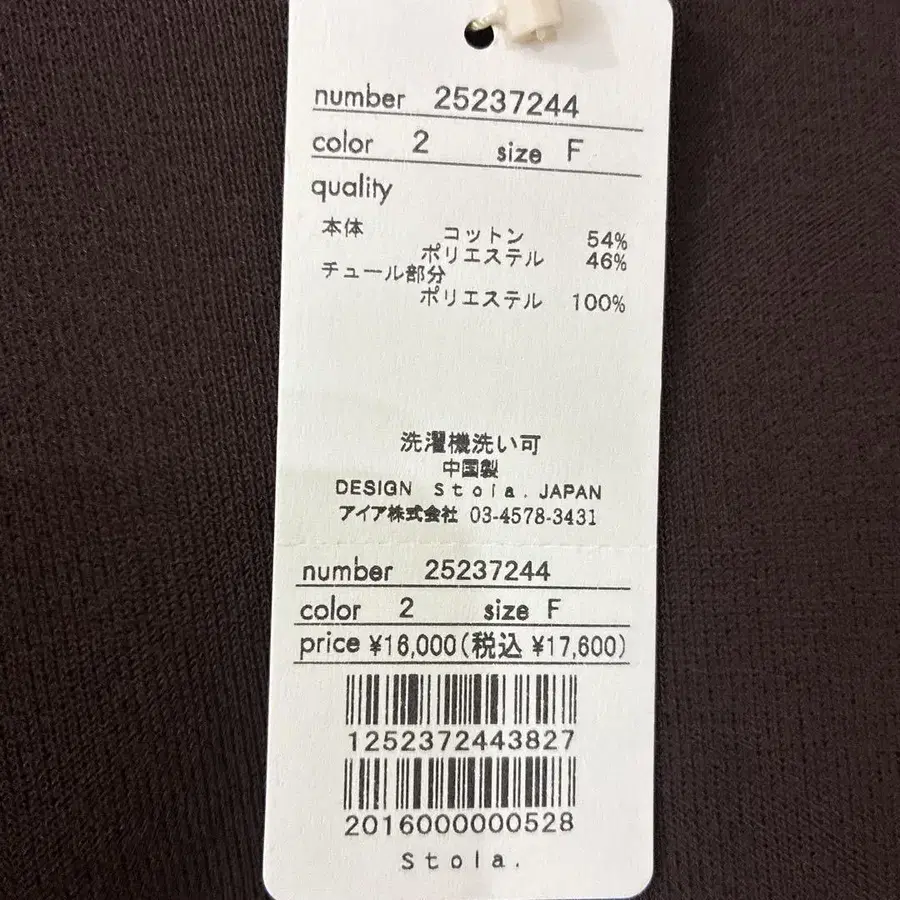 number 25237244
color 2 size F
quality
本体 コットン 54%
ポリエステル 46%
チュール部分
ポリエステル 100%
洗濯機洗い可
中国製
DESIGN Stola. JAPAN
アイア株式会社 03-4578-3431
number 25237244
color 2 size F
price ¥16,000(税込 ¥17,600)
1252372443827
2016000000528
Stola.